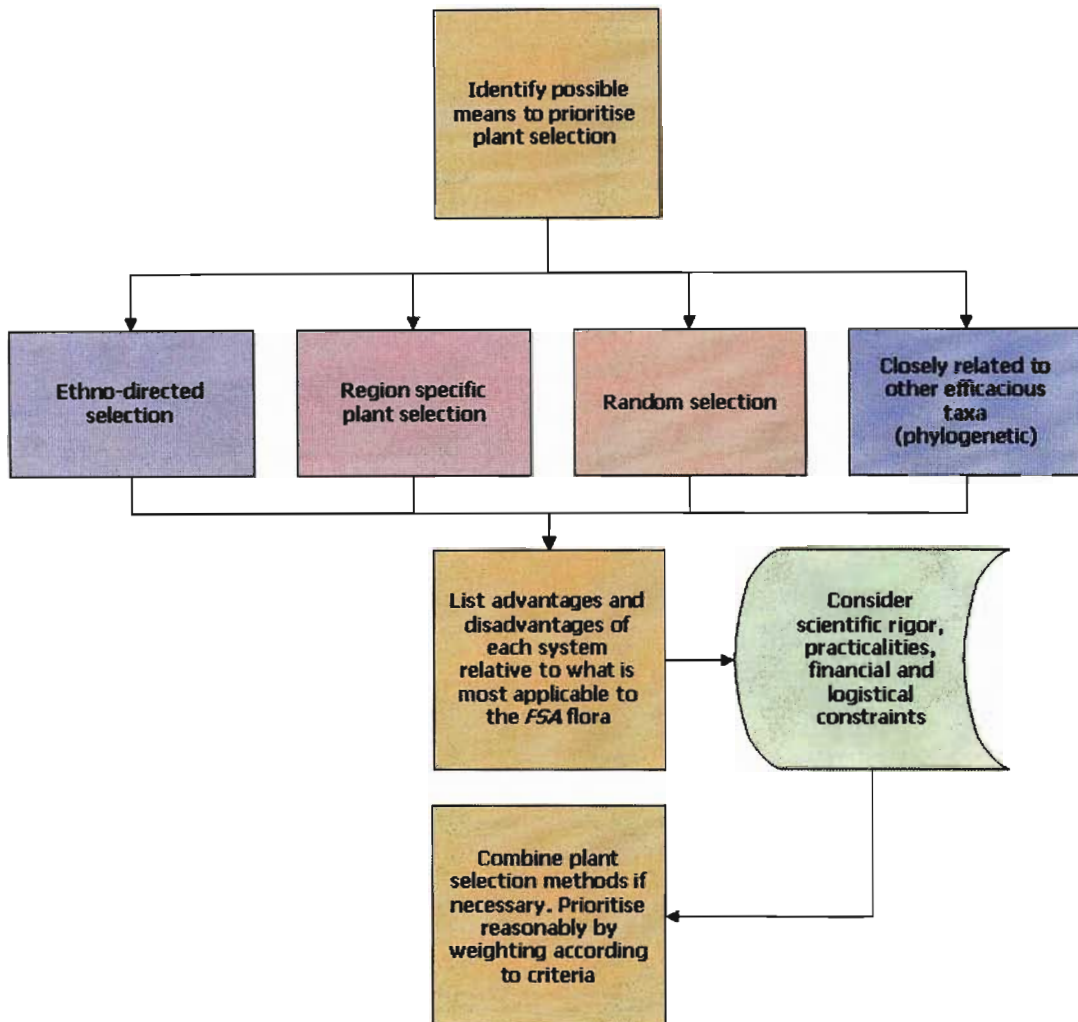 Identify possible
means to prioritise
plant selection
Ethno-directed
selection
Region specific
plant selection
Random selection
Closely related to
other efficacious
taxa
(phylogenetic)
List advantages and
disadvantages of
each system
relative to what is
most applicable to
the FSA flora
Consider
scientific rigor,
practicalities,
financial and
logistical
constraints
Combine plant
selection methods if
necessary. Prioritise
reasonably by
weighting according
to criteria